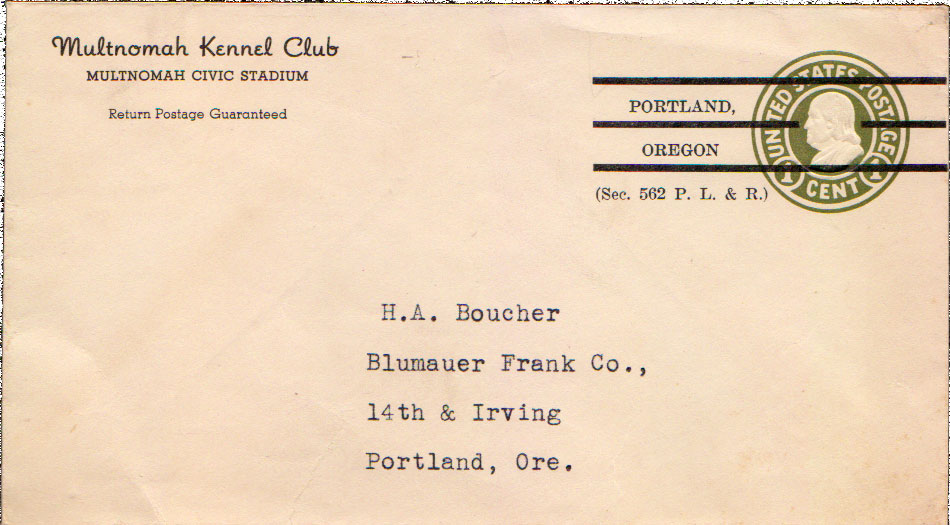 Multnomah Kennel Club
MULTNOMAH CIVIC STADIUM
Return Postage Guaranteed
PORTLAND,
OREGON
(Sec. 562 P. L. & R.)
UNITED STATES POSTAGE
1 CENT 1
H.A. Boucher
Blumauer Frank Co.,
14th & Irving
Portland, Ore.